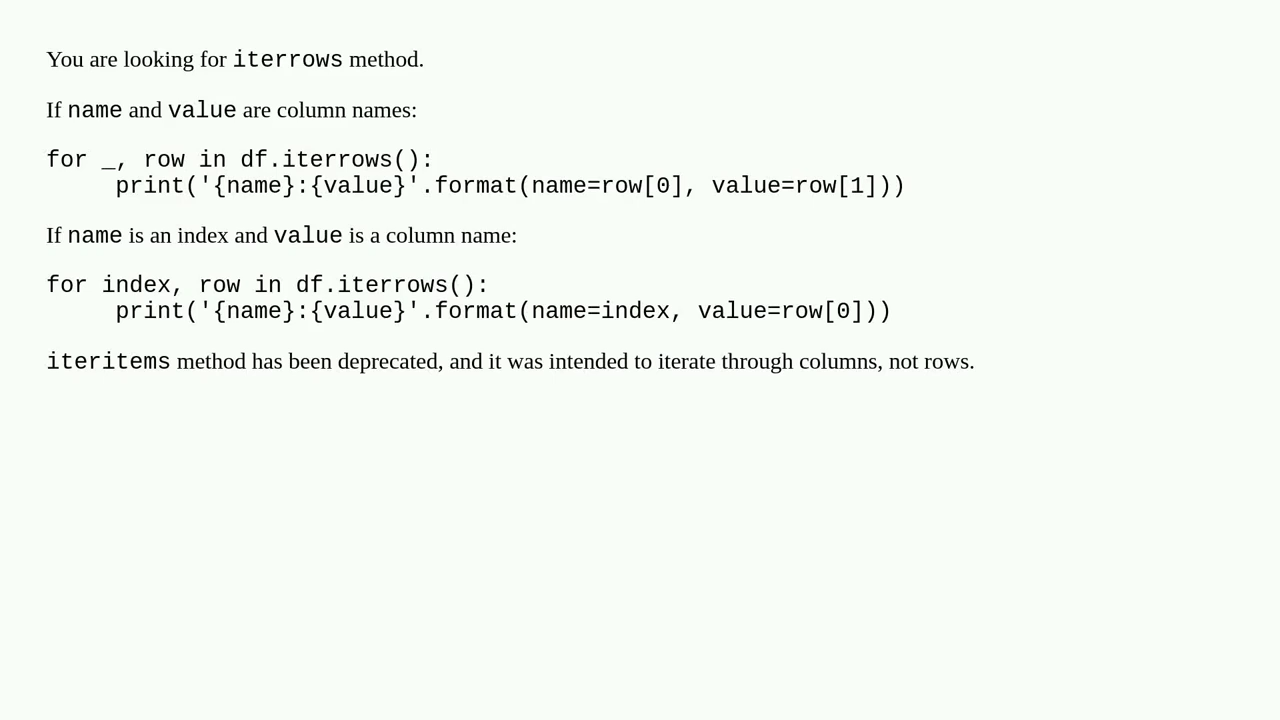 You are looking for iterrows method.
If name and value are column names:
for _, row in df.iterrows():
     print('{name}:{value}'.format(name=row[0], value=row[1]))
If name is an index and value is a column name:
for index, row in df.iterrows():
     print('{name}:{value}'.format(name=index, value=row[0]))
iteritems method has been deprecated, and it was intended to iterate through columns, not rows.